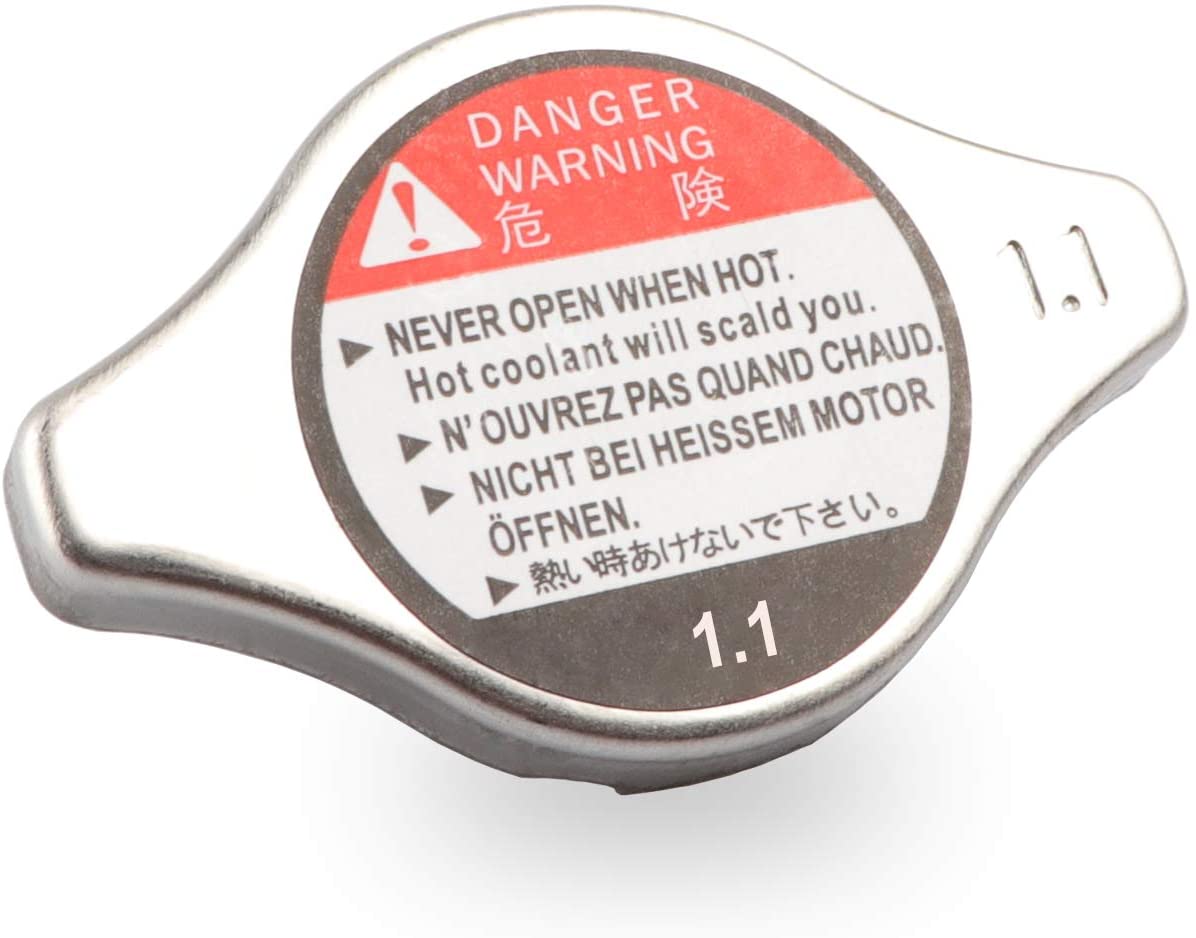 DANGER
WARNING
危 険
▶ NEVER OPEN WHEN HOT.
Hot coolant will scald you.
▶ N'OUVREZ PAS QUAND CHAUD.
▶ NICHT BEI HEISSEM MOTOR
ÖFFNEN.
▶ 熱い時あけないで下さい。
1.1
1.1